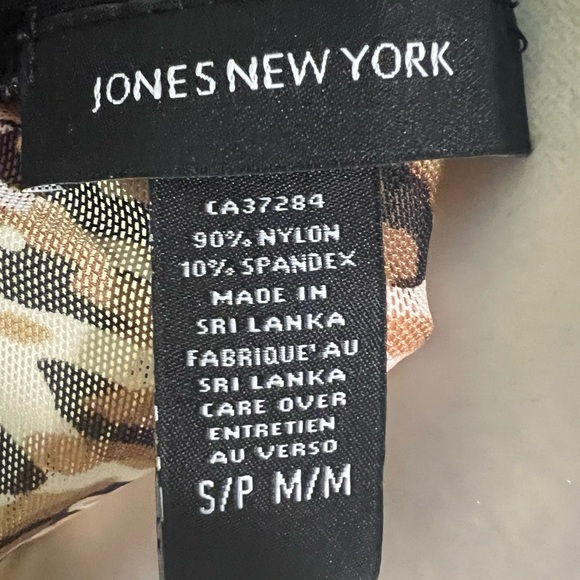 JONES NEW YORK
CA37284
90% NYLON
10% SPANDEX
MADE IN
SRI LANKA
FABRIQUE' AU
SRI LANKA
CARE OVER
ENTRETIEN
AU VERSO
S/P M/M